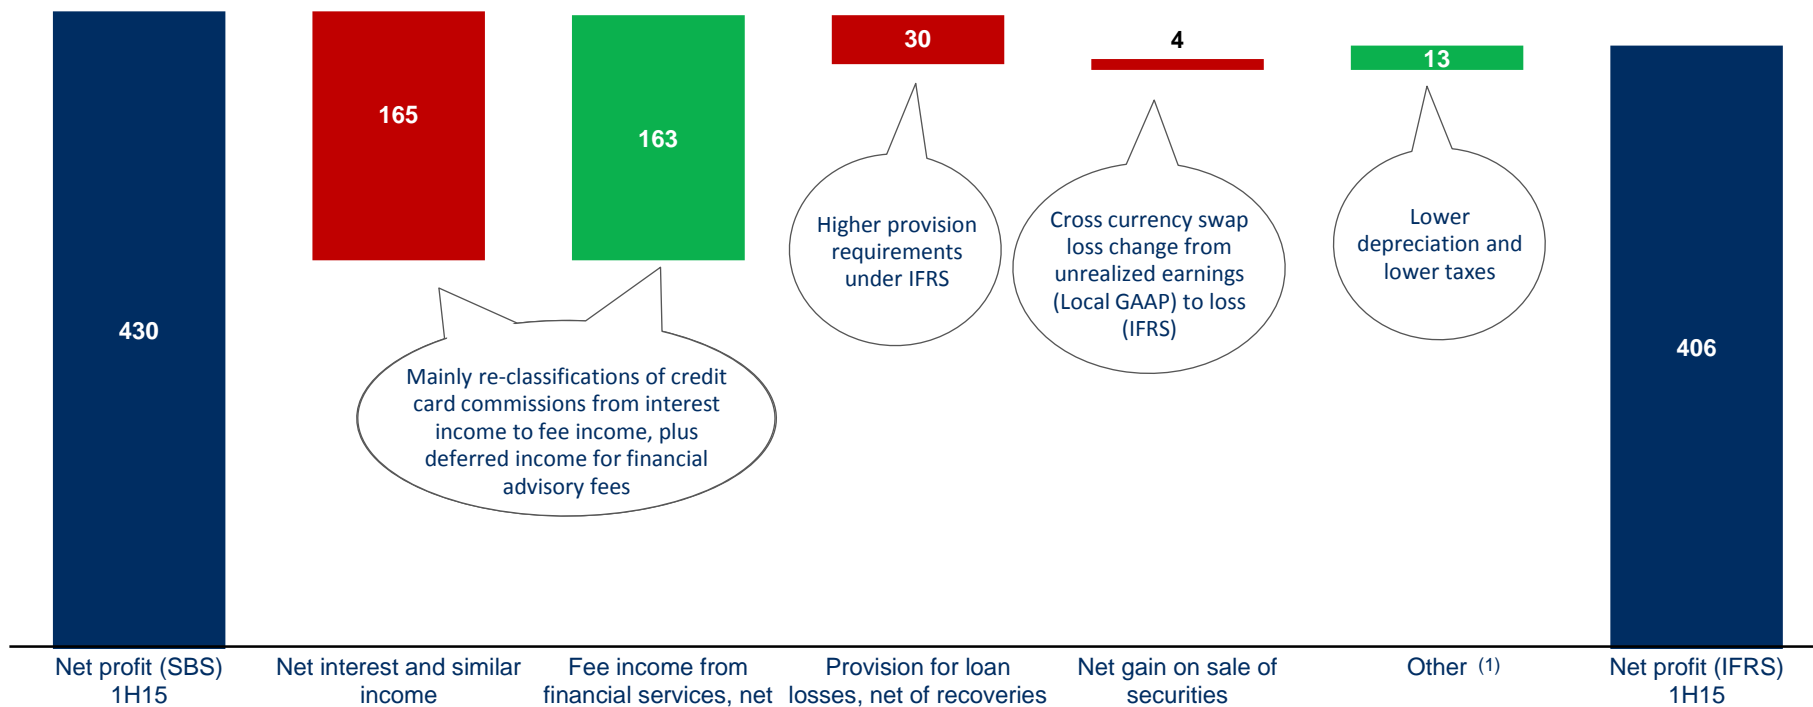 430
165
163
30
4
13
406
Mainly re-classifications of credit
card commissions from interest
income to fee income, plus
deferred income for financial
advisory fees
Higher provision
requirements
under IFRS
Cross currency swap
loss change from
unrealized earnings
(Local GAAP) to loss
(IFRS)
Lower
depreciation and
lower taxes
Net profit (SBS)
1H15
Net interest and similar
income
Fee income from
financial services, net
Provision for loan
losses, net of recoveries
Net gain on sale of
securities
Other (1)
Net profit (IFRS)
1H15